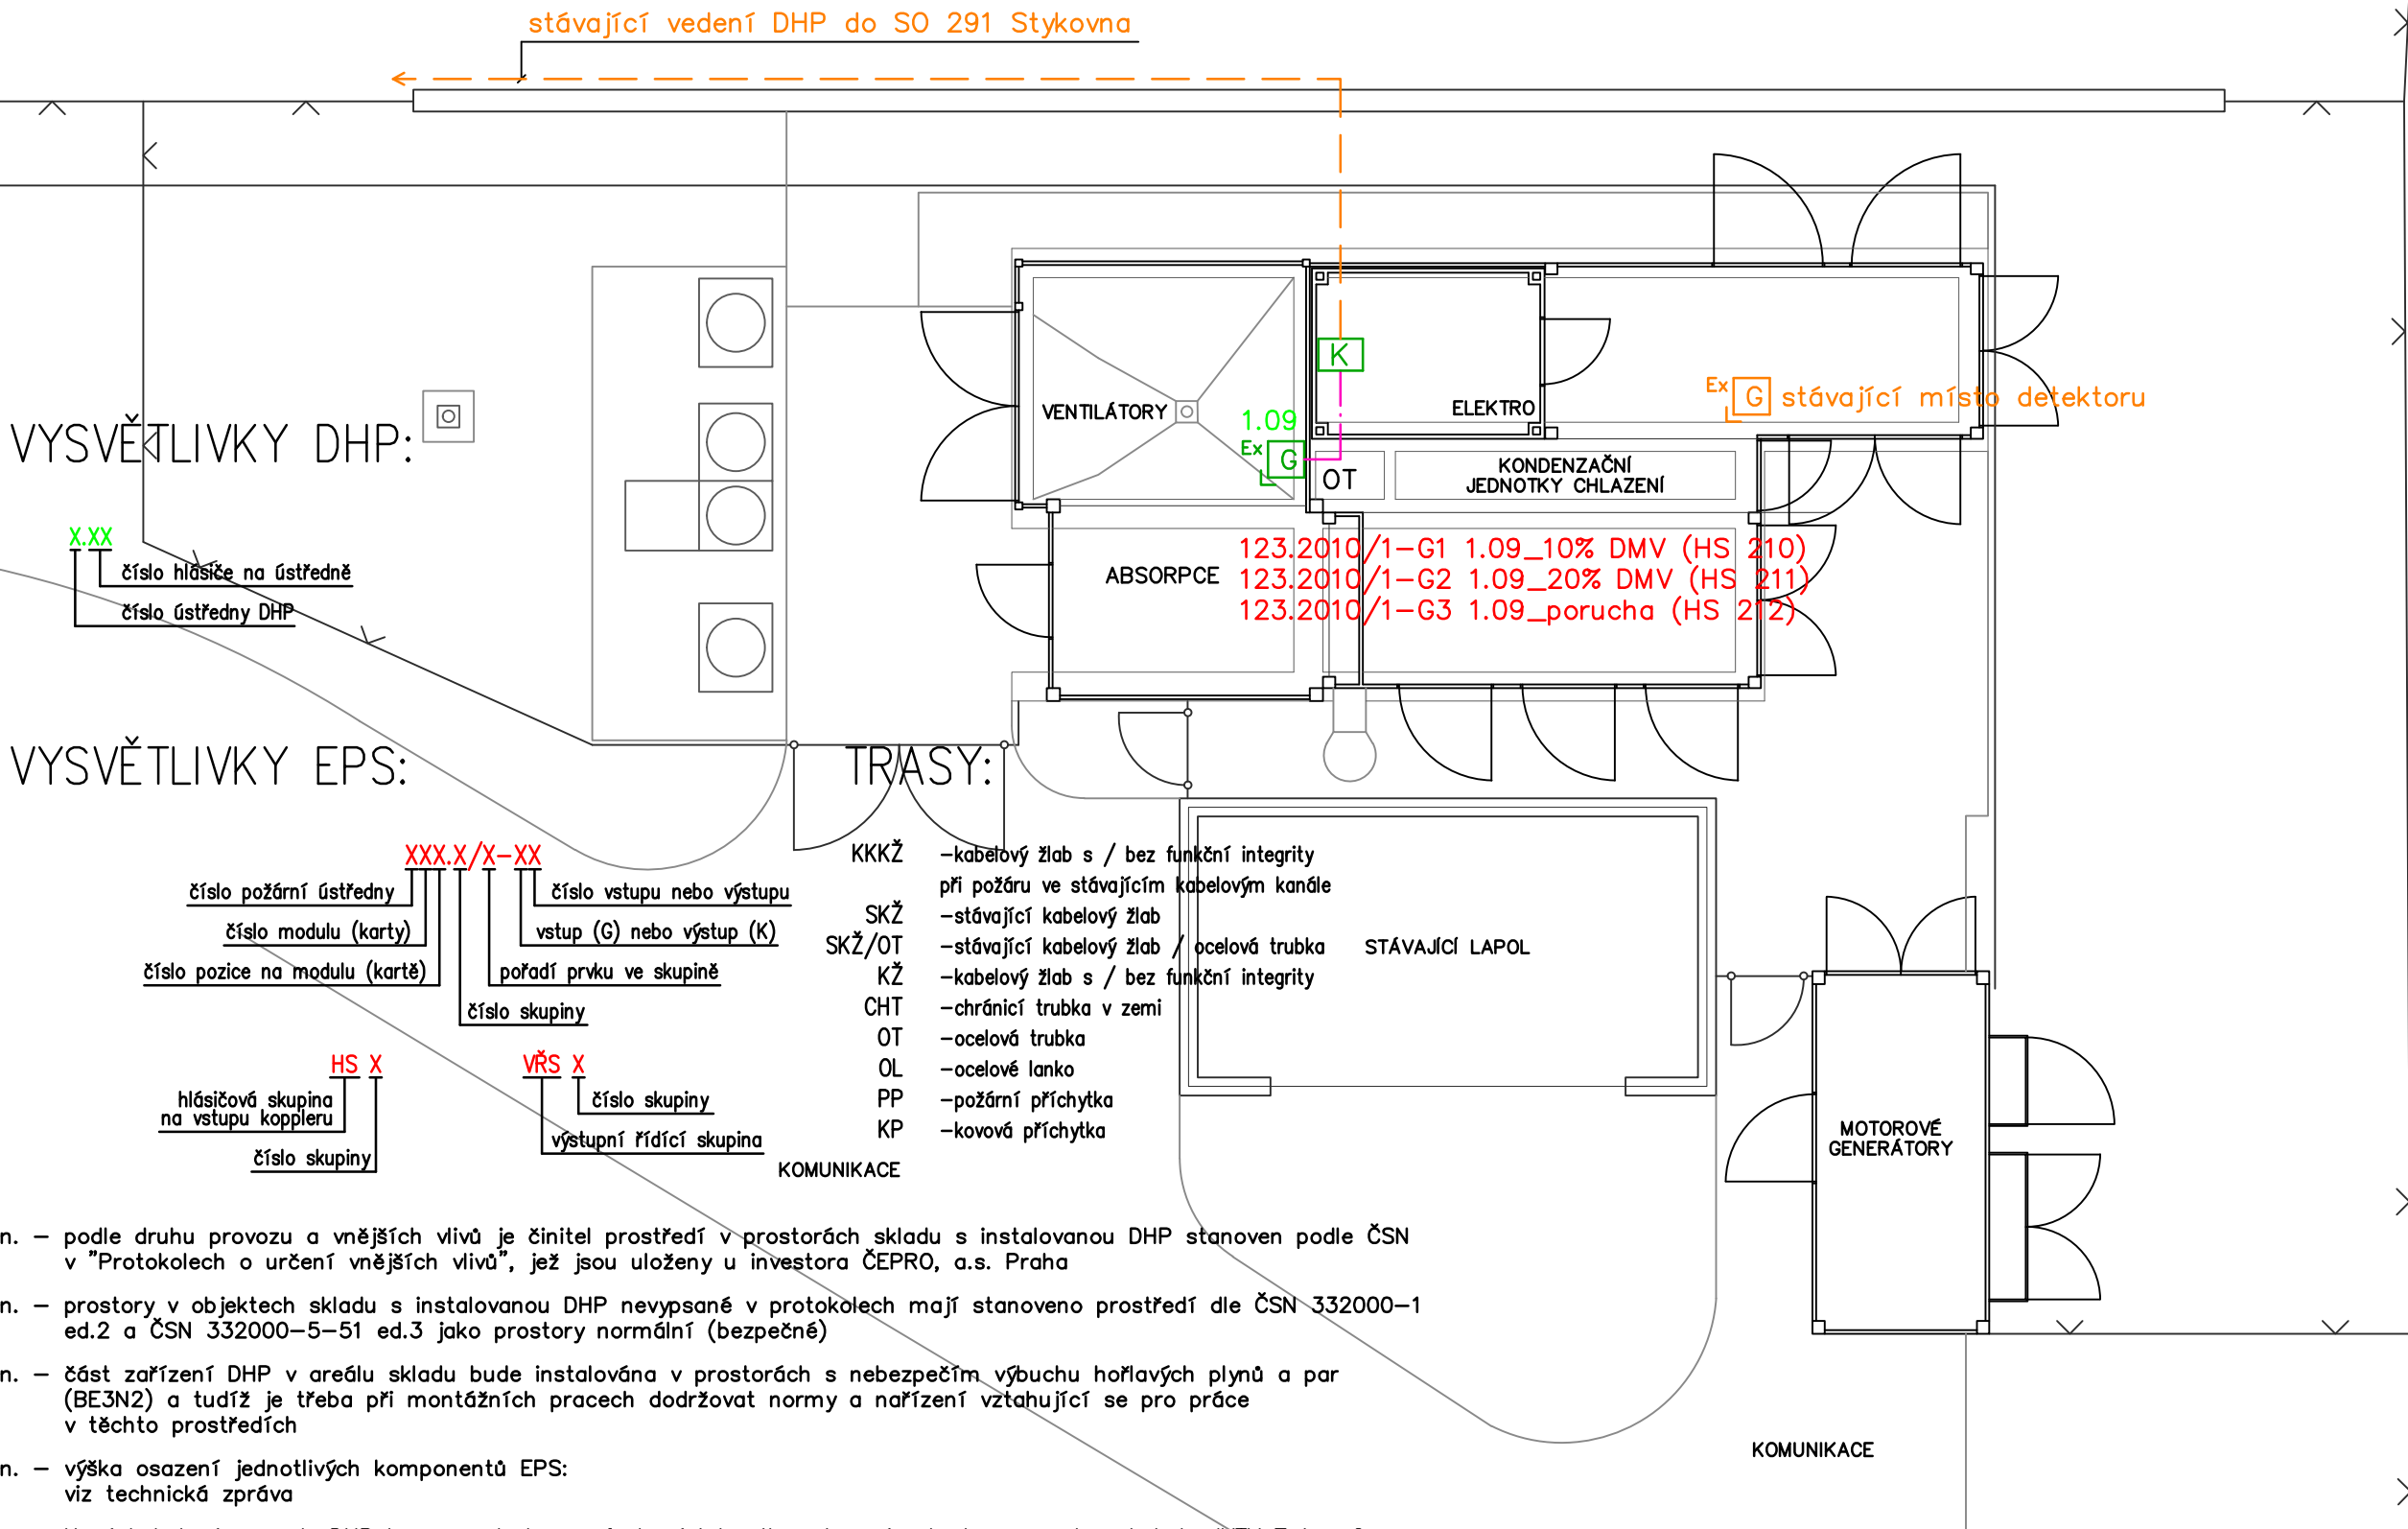 stávající vedení DHP do SO 291 Stykovna
K
VENTILÁTORY
ELEKTRO
1.09
Ex G
Ex G stávající místo detektoru
OT
KONDENZAČNÍ
JEDNOTKY CHLAZENÍ
123.2010/1-G1 1.09_10% DMV (HS 210)
123.2010/1-G2 1.09_20% DMV (HS 211)
123.2010/1-G3 1.09_porucha (HS 212)
ABSORPCE
VYSVĚTLIVKY DHP:
X.XX
číslo hlásiče na ústředně
číslo ústředny DHP
VYSVĚTLIVKY EPS:
XXX.X/X-XX
číslo požární ústředny
číslo vstupu nebo výstupu
číslo modulu (karty)
vstup (G) nebo výstup (K)
číslo pozice na modulu (kartě)
pořadí prvku ve skupině
číslo skupiny
HS X
hlásičová skupina
na vstupu koppleru
číslo skupiny
VŘS X
číslo skupiny
výstupní řídící skupina
TRASY:
KKKŽ -kabelový žlab s / bez funkční integrity
při požáru ve stávajícím kabelovým kanále
SKŽ -stávající kabelový žlab
SKŽ/OT -stávající kabelový žlab / ocelová trubka
KŽ -kabelový žlab s / bez funkční integrity
CHT -chránicí trubka v zemi
OT -ocelová trubka
OL -ocelové lanko
PP -požární příchytka
KP -kovová příchytka
KOMUNIKACE
STÁVAJÍCÍ LAPOL
MOTOROVÉ
GENERÁTORY
KOMUNIKACE
n. - podle druhu provozu a vnějších vlivů je činitel prostředí v prostorách skladu s instalovanou DHP stanoven podle ČSN
v "Protokolech o určení vnějších vlivů", jež jsou uloženy u investora ČEPRO, a.s. Praha
n. - prostory v objektech skladu s instalovanou DHP nevypsané v protokolech mají stanoveno prostředí dle ČSN 332000-1
ed.2 a ČSN 332000-5-51 ed.3 jako prostory normální (bezpečné)
n. - část zařízení DHP v areálu skladu bude instalována v prostorách s nebezpečím výbuchu hořlavých plynů a par
(BE3N2) a tudíž je třeba při montážních pracech dodržovat normy a nařízení vztahující se pro práce
v těchto prostředích
n. - výška osazení jednotlivých komponentů EPS:
viz technická zpráva